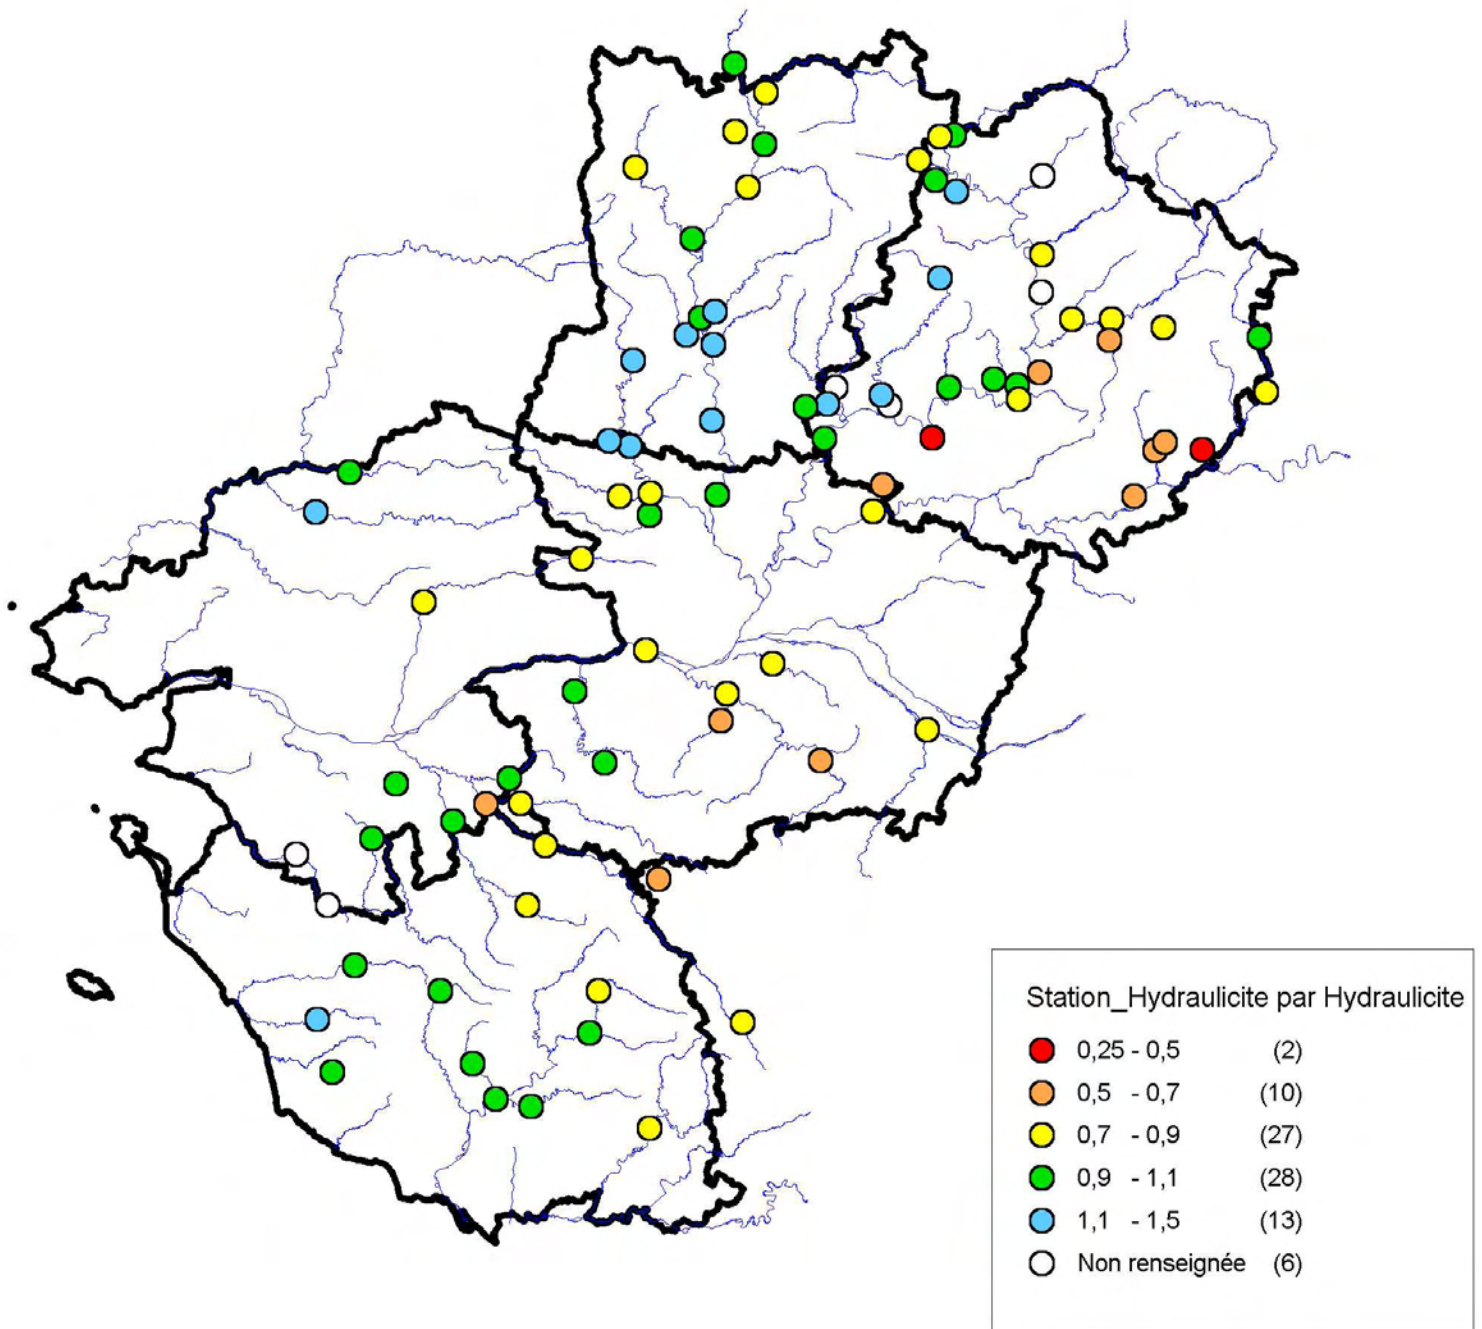 Station_Hydraulicite par Hydraulicite
0,25 - 0,5 (2)
0,5 - 0,7 (10)
0,7 - 0,9 (27)
0,9 - 1,1 (28)
1,1 - 1,5 (13)
Non renseignée (6)